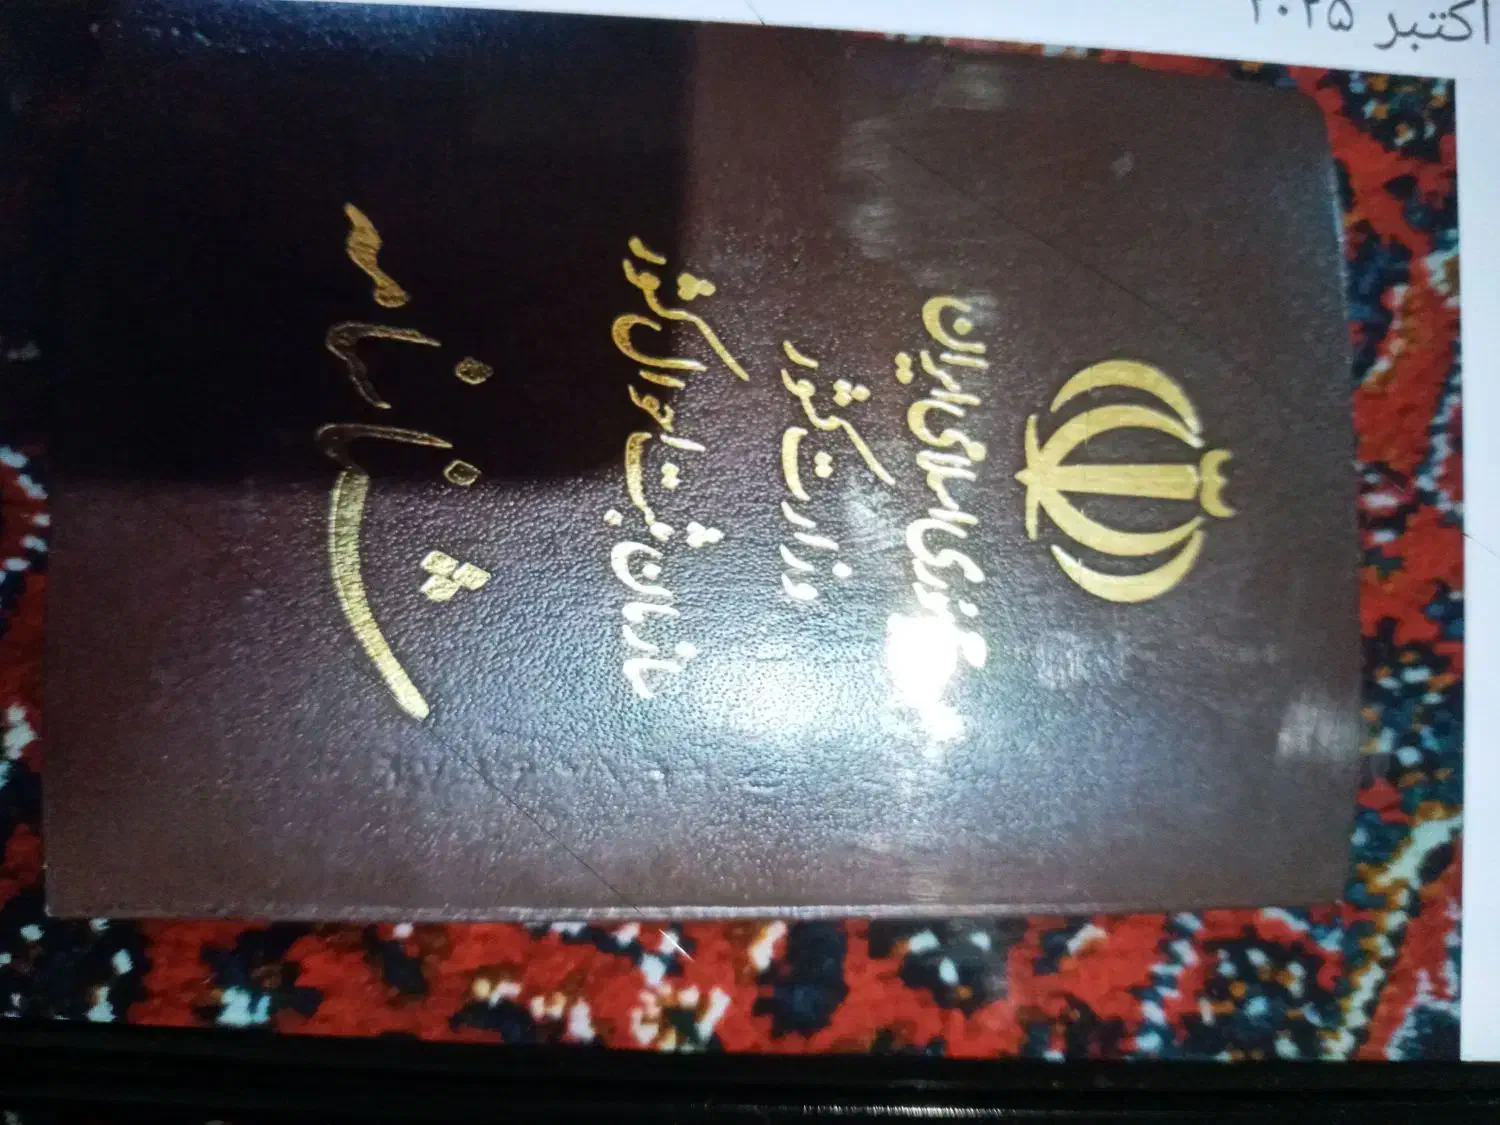 اکتبر ۲۰۲۵
جمهوری اسلامی ایران
وزارت کشور
سازمان ثبت احوال کشور
شناسنامه